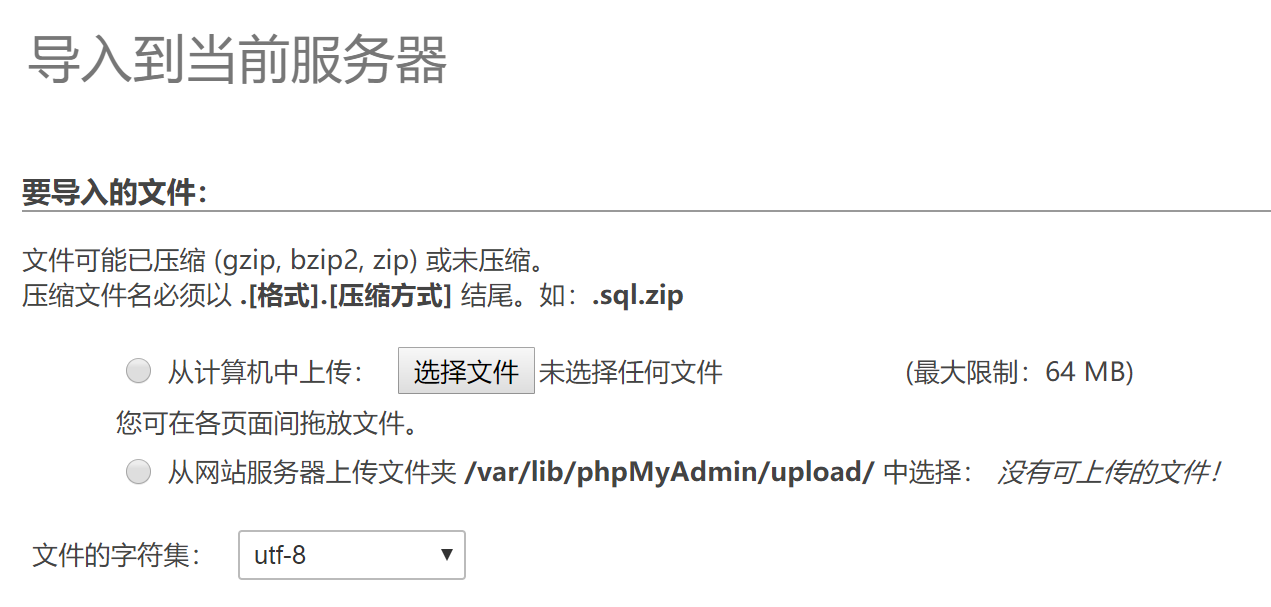 导入到当前服务器
要导入的文件：
文件可能已压缩 (gzip, bzip2, zip) 或未压缩。
压缩文件名必须以 .[格式].[压缩方式] 结尾。如：.sql.zip
从计算机中上传： 选择文件 未选择任何文件 (最大限制：64 MB)
您可在各页面间拖放文件。
从网站服务器上传文件夹 /var/lib/phpMyAdmin/upload/ 中选择： 没有可上传的文件！
文件的字符集： utf-8